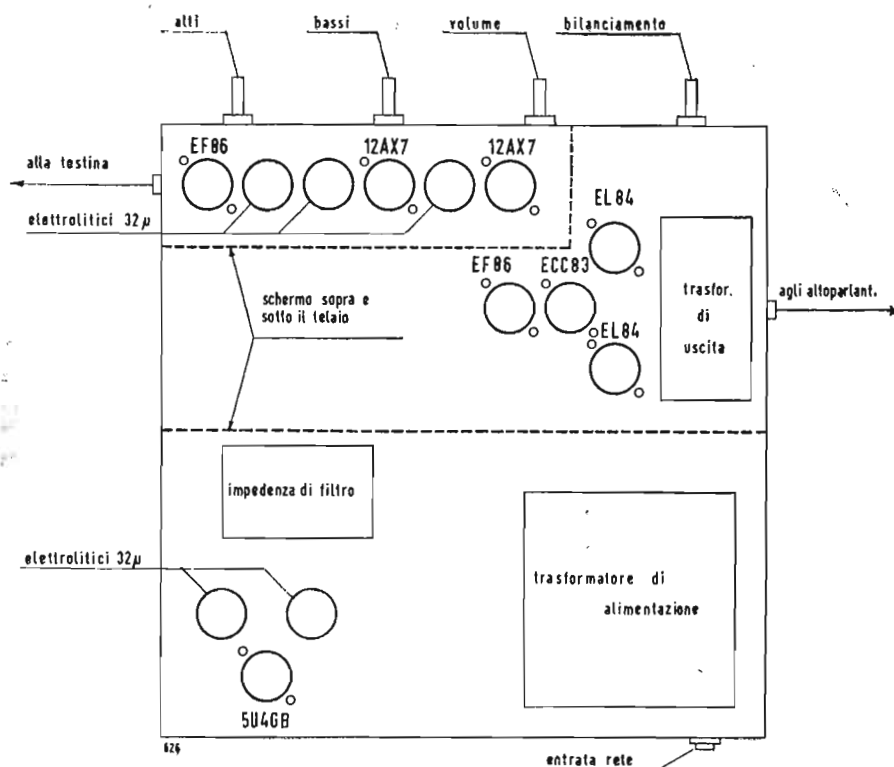 alti
bassi
volume
bilanciamento
EF86
12AX7
12AX7
alla testina
elettrolitici 32µ
EL84
EF86
ECC83
schermo sopra e
sotto il telaio
trasfor.
di
uscita
agli altoparlant.
EL84
impedenza di filtro
elettrolitici 32µ
trasformatore di
alimentazione
5U4GB
626
entrata rete